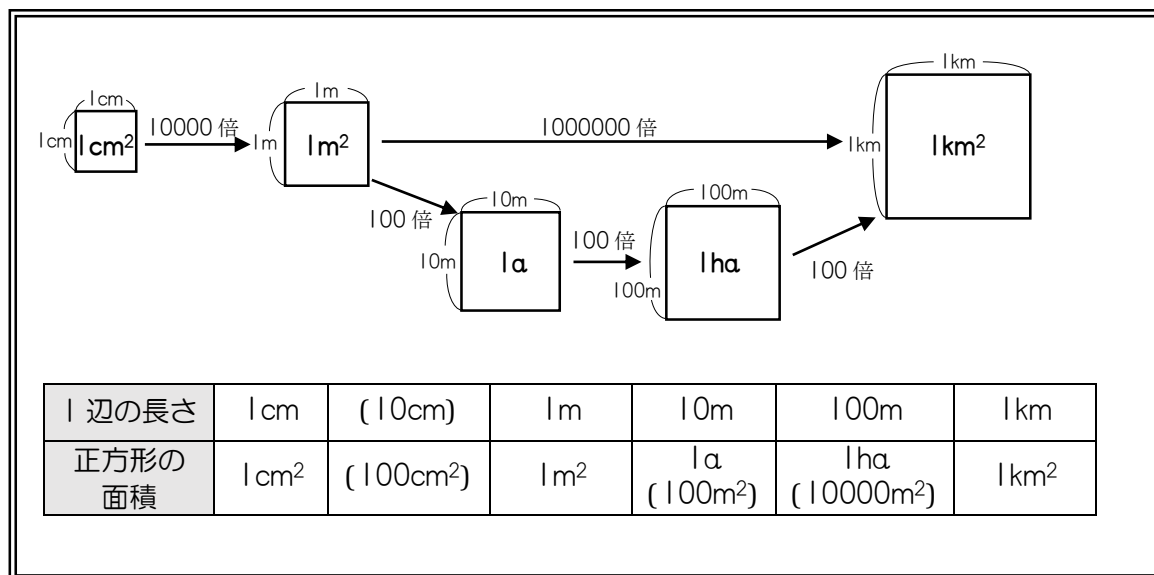 1cm
1cm
1cm²
10000倍
1m
1m
1m²
1000000倍
1km
1km
1km²
100倍
10m
10m
1a
100倍
100m
100m
1ha
100倍
1辺の長さ 1cm (10cm) 1m 10m 100m 1km
正方形の面積 1cm² (100cm²) 1m² 1a (100m²) 1ha (10000m²) 1km²